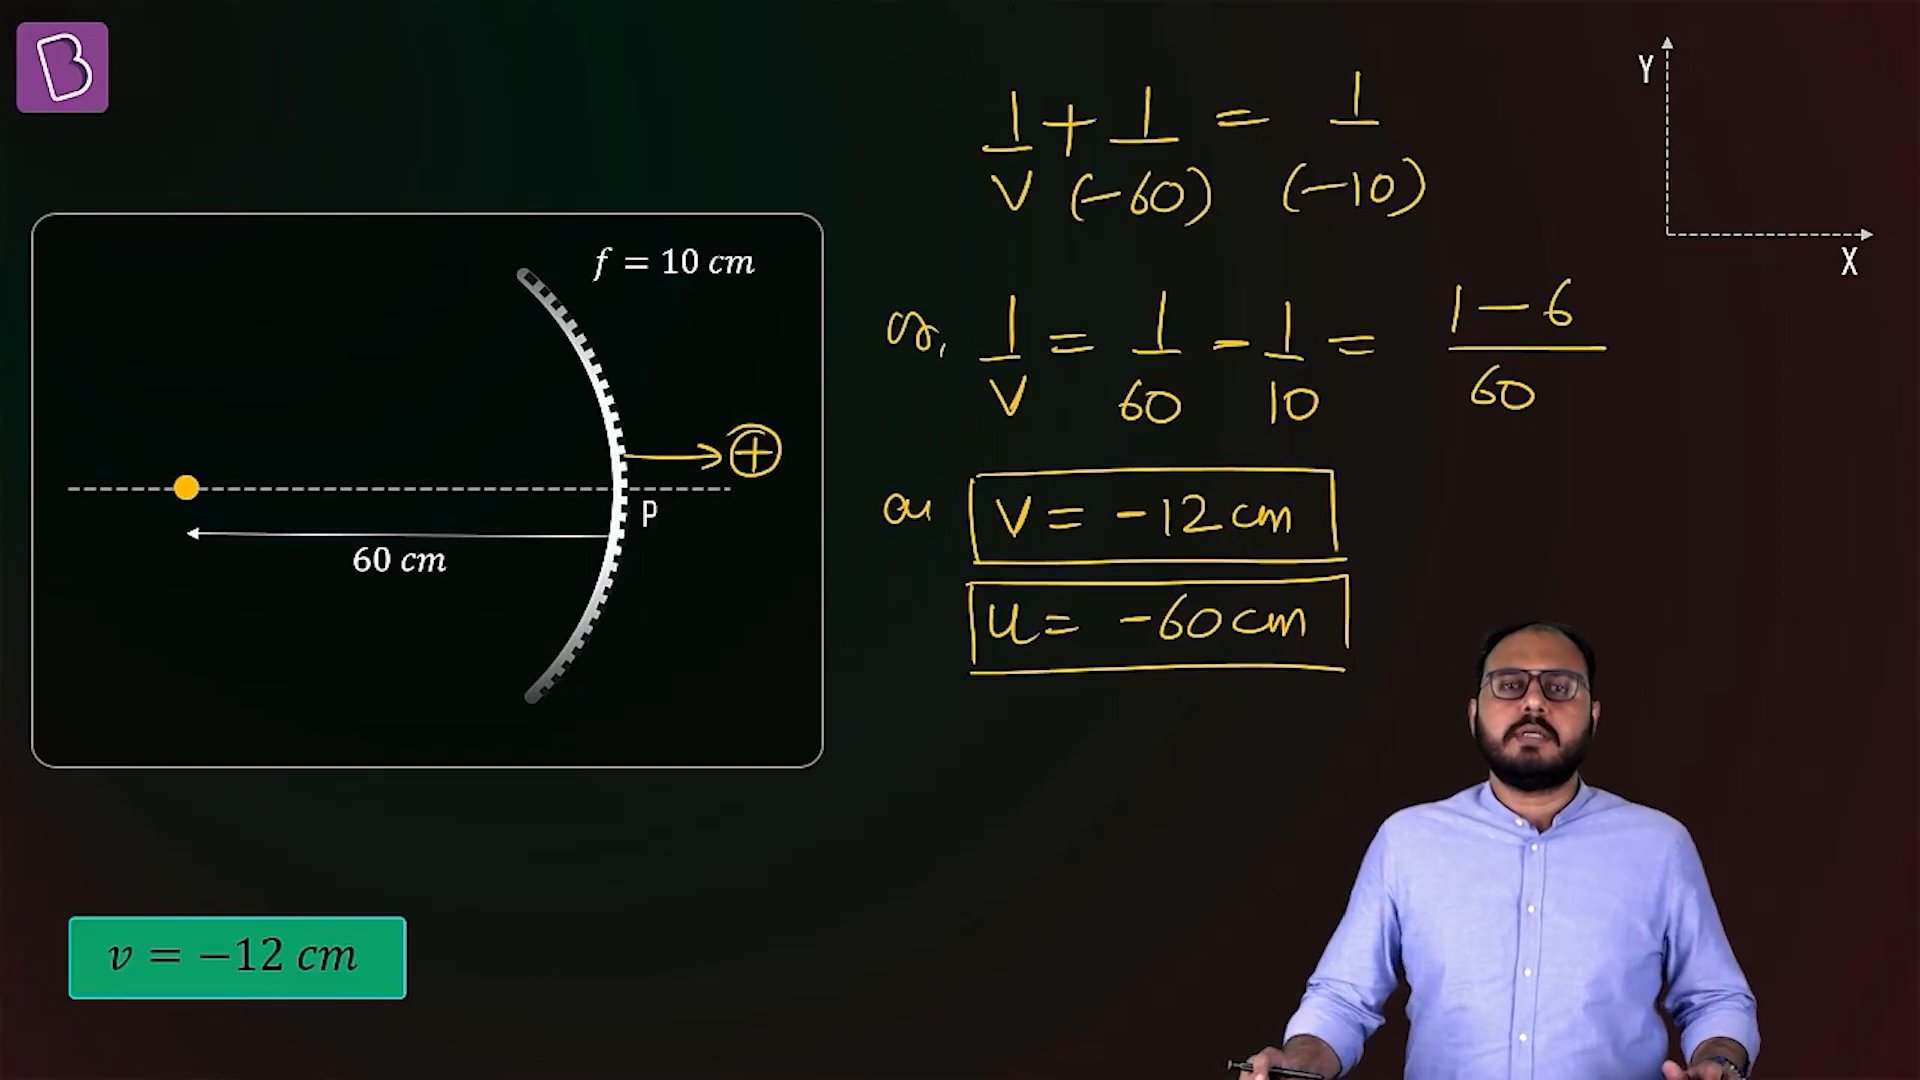 B
Y
X
1/V + 1/(-60) = 1/(-10)
f = 10 cm
or, 1/V = 1/60 - 1/10 = 1-6/60
+
P
60 cm
or V = -12 cm
u = -60 cm
v = −12 cm